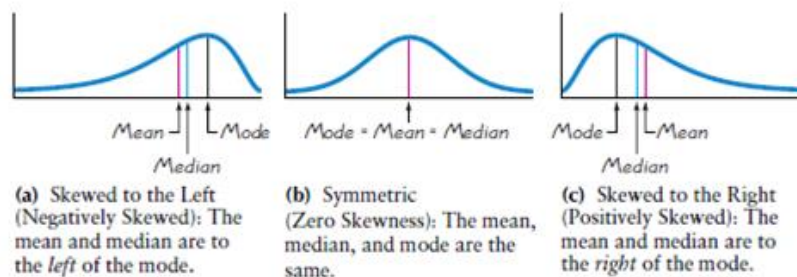 Mean
Mode
Median
(a) Skewed to the Left
(Negatively Skewed): The
mean and median are to
the left of the mode.
Mode = Mean = Median
(b) Symmetric
(Zero Skewness): The mean,
median, and mode are the
same.
Mode
Mean
Median
(c) Skewed to the Right
(Positively Skewed): The
mean and median are to
the right of the mode.